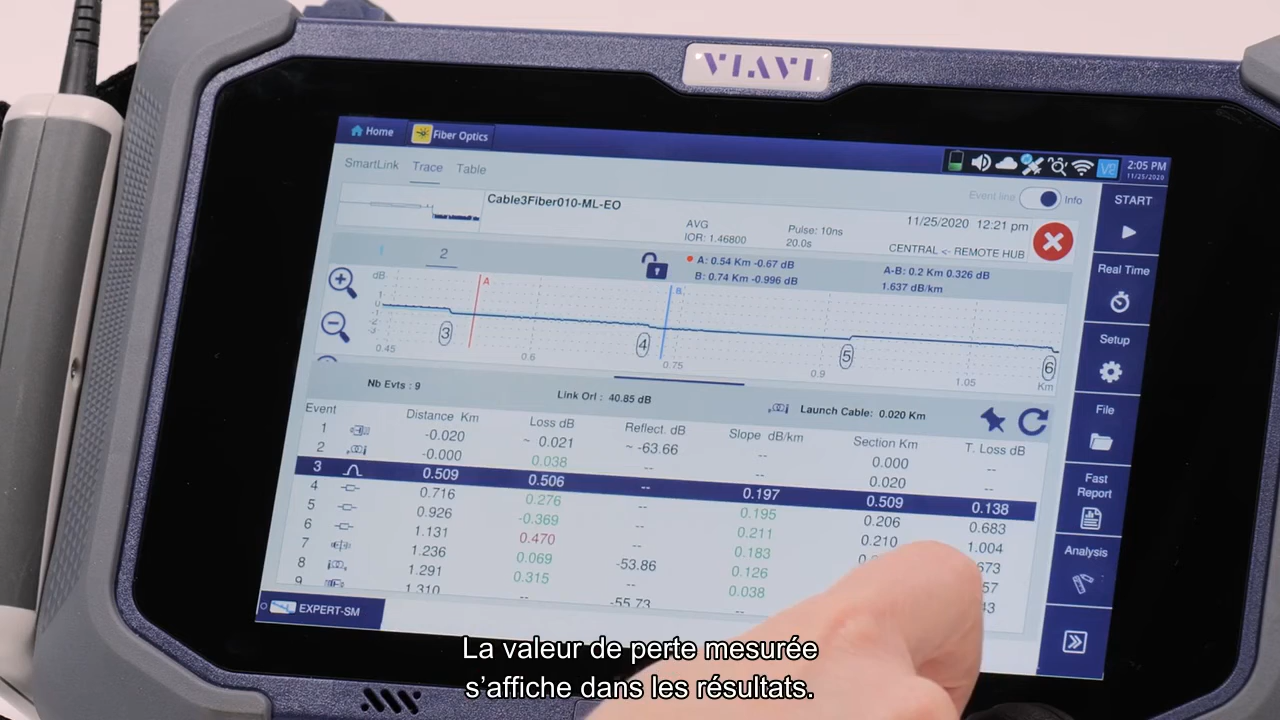 VIAVI
Home Fiber Optics
2:05 PM
11/25/2020
SmartLink Trace Table
Event line Info
START
Cable3Fiber010-ML-EO
AVG
IOR: 1.46800
Pulse: 10ns
20.0s
11/25/2020 12:21 pm
CENTRAL <- REMOTE HUB
1 2
A: 0.54 Km -0.67 dB
B: 0.74 Km -0.996 dB
A-B: 0.2 Km 0.326 dB
1.637 dB/km
Real Time
dB
A B
3 4 5 6
0.45 0.6 0.75 0.9 1.05 Km
Setup
Nb Evts : 9 Link Orl : 40.85 dB Launch Cable: 0.020 Km
File
Event Distance Km Loss dB Reflect. dB Slope dB/km Section Km T. Loss dB
1 -0.020 ~ 0.021 ~ -63.66 -- 0.000 --
2 -0.000 0.038 -- -- 0.020 --
3 0.509 0.506 -- 0.197 0.509 0.138
4 0.716 0.276 -- 0.195 0.206 0.683
5 0.926 -0.369 -- 0.211 0.210 1.004
6 1.131 0.470 -- 0.183
7 1.236 0.069 -53.86 0.126
8 1.291 0.315 -- 0.038
9 1.310 -- -55.73 --
Fast
Report
Analysis
EXPERT-SM
La valeur de perte mesurée
s’affiche dans les résultats.